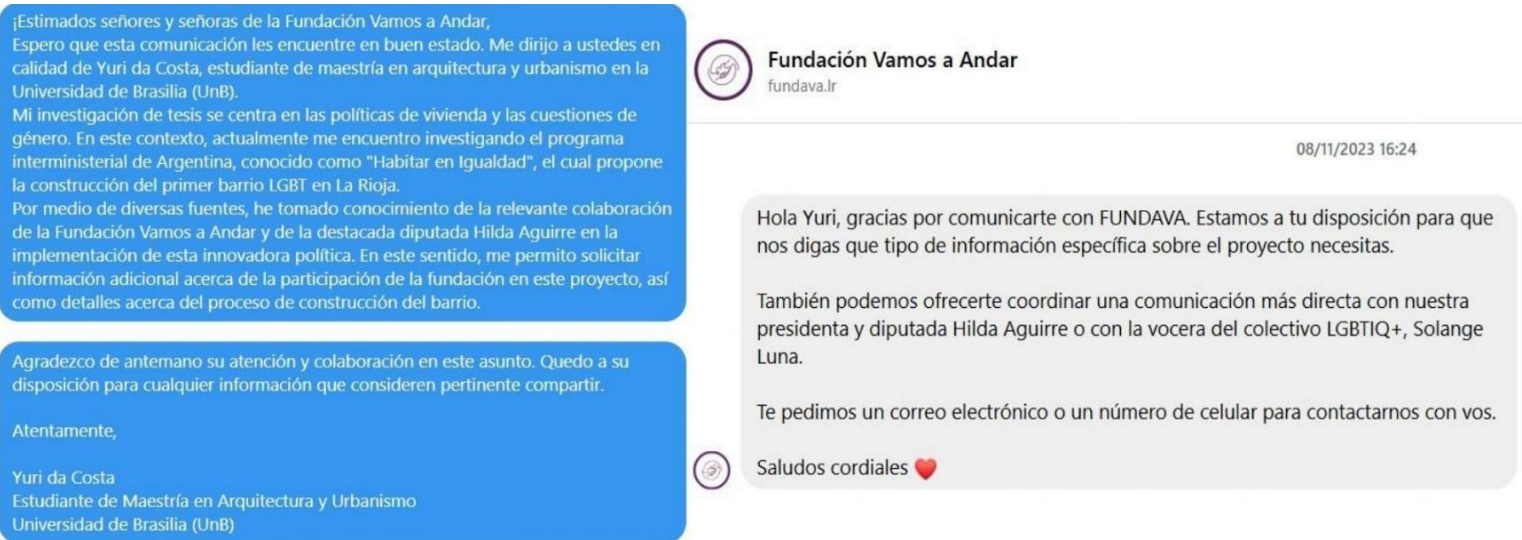 ¡Estimados señores y señoras de la Fundación Vamos a Andar,
Espero que esta comunicación les encuentre en buen estado. Me dirijo a ustedes en
calidad de Yuri da Costa, estudiante de maestría en arquitectura y urbanismo en la
Universidad de Brasilia (UnB).
Mi investigación de tesis se centra en las políticas de vivienda y las cuestiones de
género. En este contexto, actualmente me encuentro investigando el programa
interministerial de Argentina, conocido como "Habitar en Igualdad", el cual propone
la construcción del primer barrio LGBT en La Rioja.
Por medio de diversas fuentes, he tomado conocimiento de la relevante colaboración
de la Fundación Vamos a Andar y de la destacada diputada Hilda Aguirre en la
implementación de esta innovadora política. En este sentido, me permito solicitar
información adicional acerca de la participación de la fundación en este proyecto, así
como detalles acerca del proceso de construcción del barrio.
Agradezco de antemano su atención y colaboración en este asunto. Quedo a su
disposición para cualquier información que consideren pertinente compartir.
Atentamente,
Yuri da Costa
Estudiante de Maestría en Arquitectura y Urbanismo
Universidad de Brasilia (UnB)
Fundación Vamos a Andar
fundava.lr
08/11/2023 16:24
Hola Yuri, gracias por comunicarte con FUNDAVA. Estamos a tu disposición para que
nos digas que tipo de información específica sobre el proyecto necesitas.
También podemos ofrecerte coordinar una comunicación más directa con nuestra
presidenta y diputada Hilda Aguirre o con la vocera del colectivo LGBTIQ+, Solange
Luna.
Te pedimos un correo electrónico o un número de celular para contactarnos con vos.
Saludos cordiales ❤️